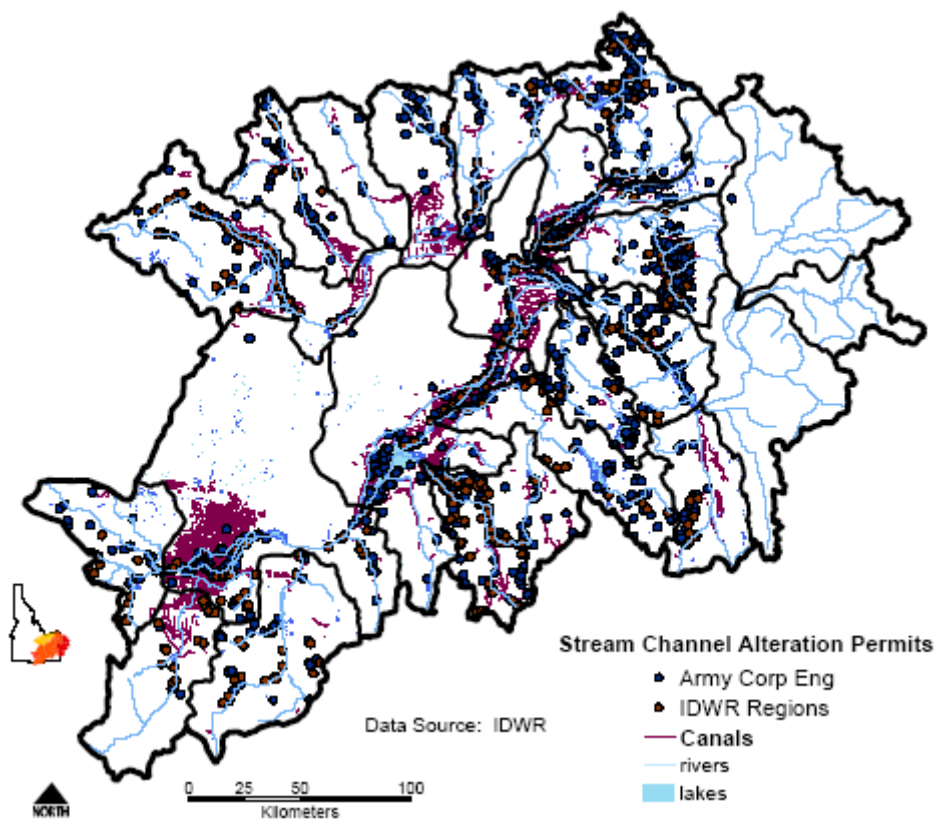 Stream Channel Alteration Permits
Army Corp Eng
IDWR Regions
Canals
rivers
lakes
Data Source: IDWR
0 25 50 100
Kilometers
NORTH